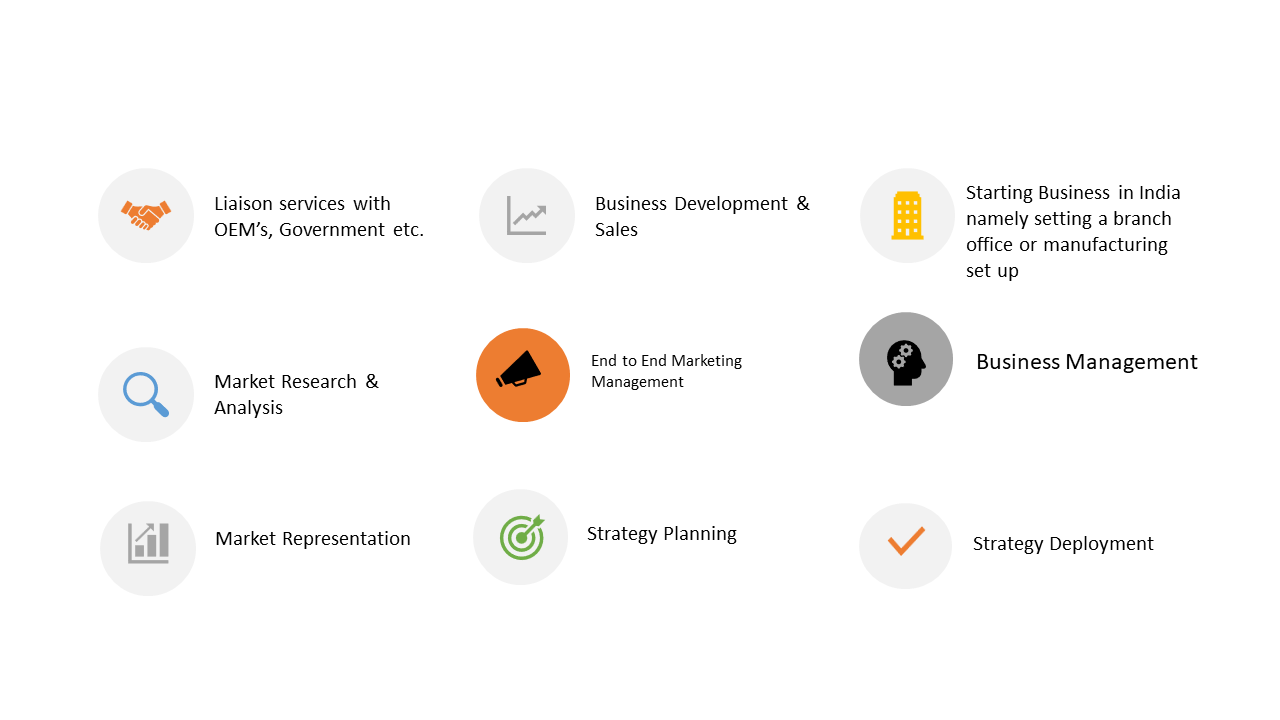 Liaison services with
OEM’s, Government etc.
Business Development &
Sales
Starting Business in India
namely setting a branch
office or manufacturing
set up
Market Research &
Analysis
End to End Marketing
Management
Business Management
Market Representation
Strategy Planning
Strategy Deployment